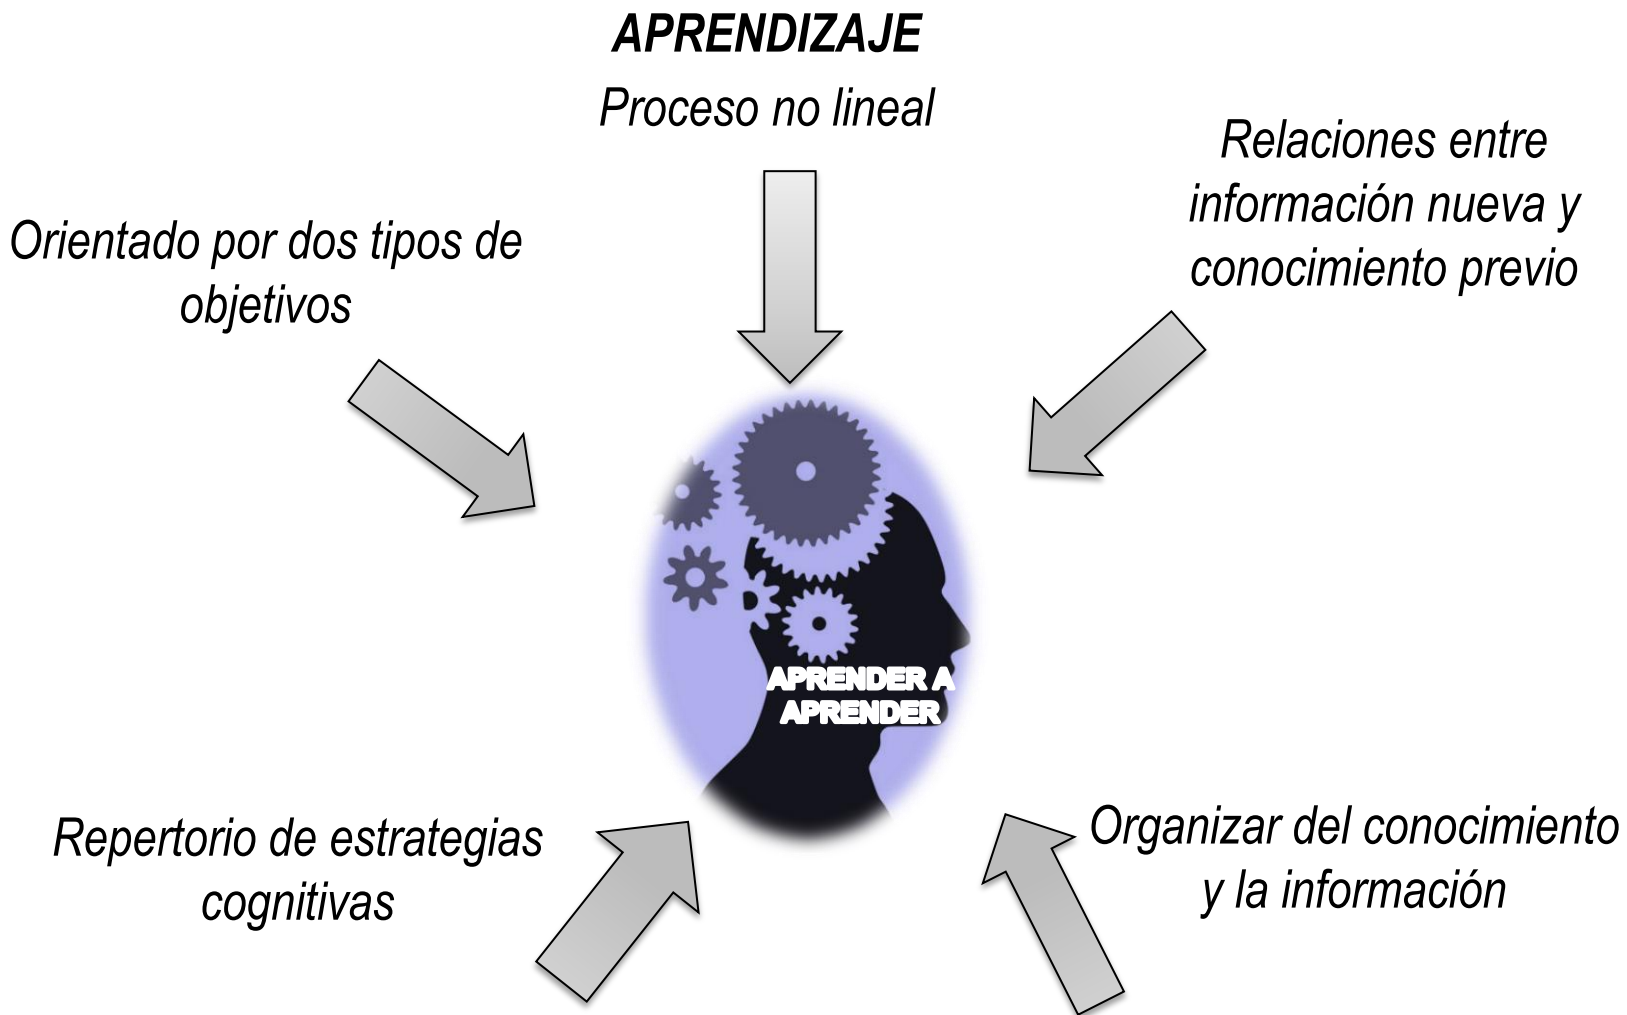 APRENDIZAJE
Proceso no lineal
Relaciones entre
información nueva y
conocimiento previo
Orientado por dos tipos de
objetivos
APRENDER A
APRENDER
Repertorio de estrategias
cognitivas
Organizar del conocimiento
y la información